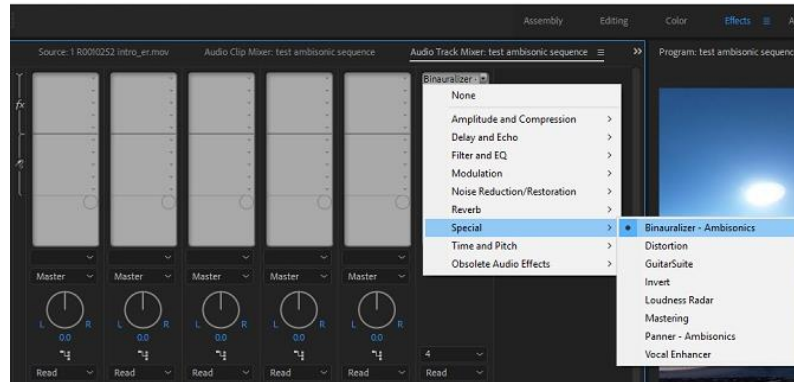 Assembly Editing Color Effects
Source: 1 R0010252 intro_er.mov Audio Clip Mixer: test ambisonic sequence Audio Track Mixer: test ambisonic sequence Program: test ambisonic sequenc
fx
Binauralizer -
None
Amplitude and Compression
Delay and Echo
Filter and EQ
Modulation
Noise Reduction/Restoration
Reverb
Special
Time and Pitch
Obsolete Audio Effects
Binauralizer - Ambisonics
Distortion
GuitarSuite
Invert
Loudness Radar
Mastering
Panner - Ambisonics
Vocal Enhancer
Master Master Master Master Master
L R L R L R L R L R
0.0 0.0 0.0 0.0 0.0
4
Read Read Read Read Read Read